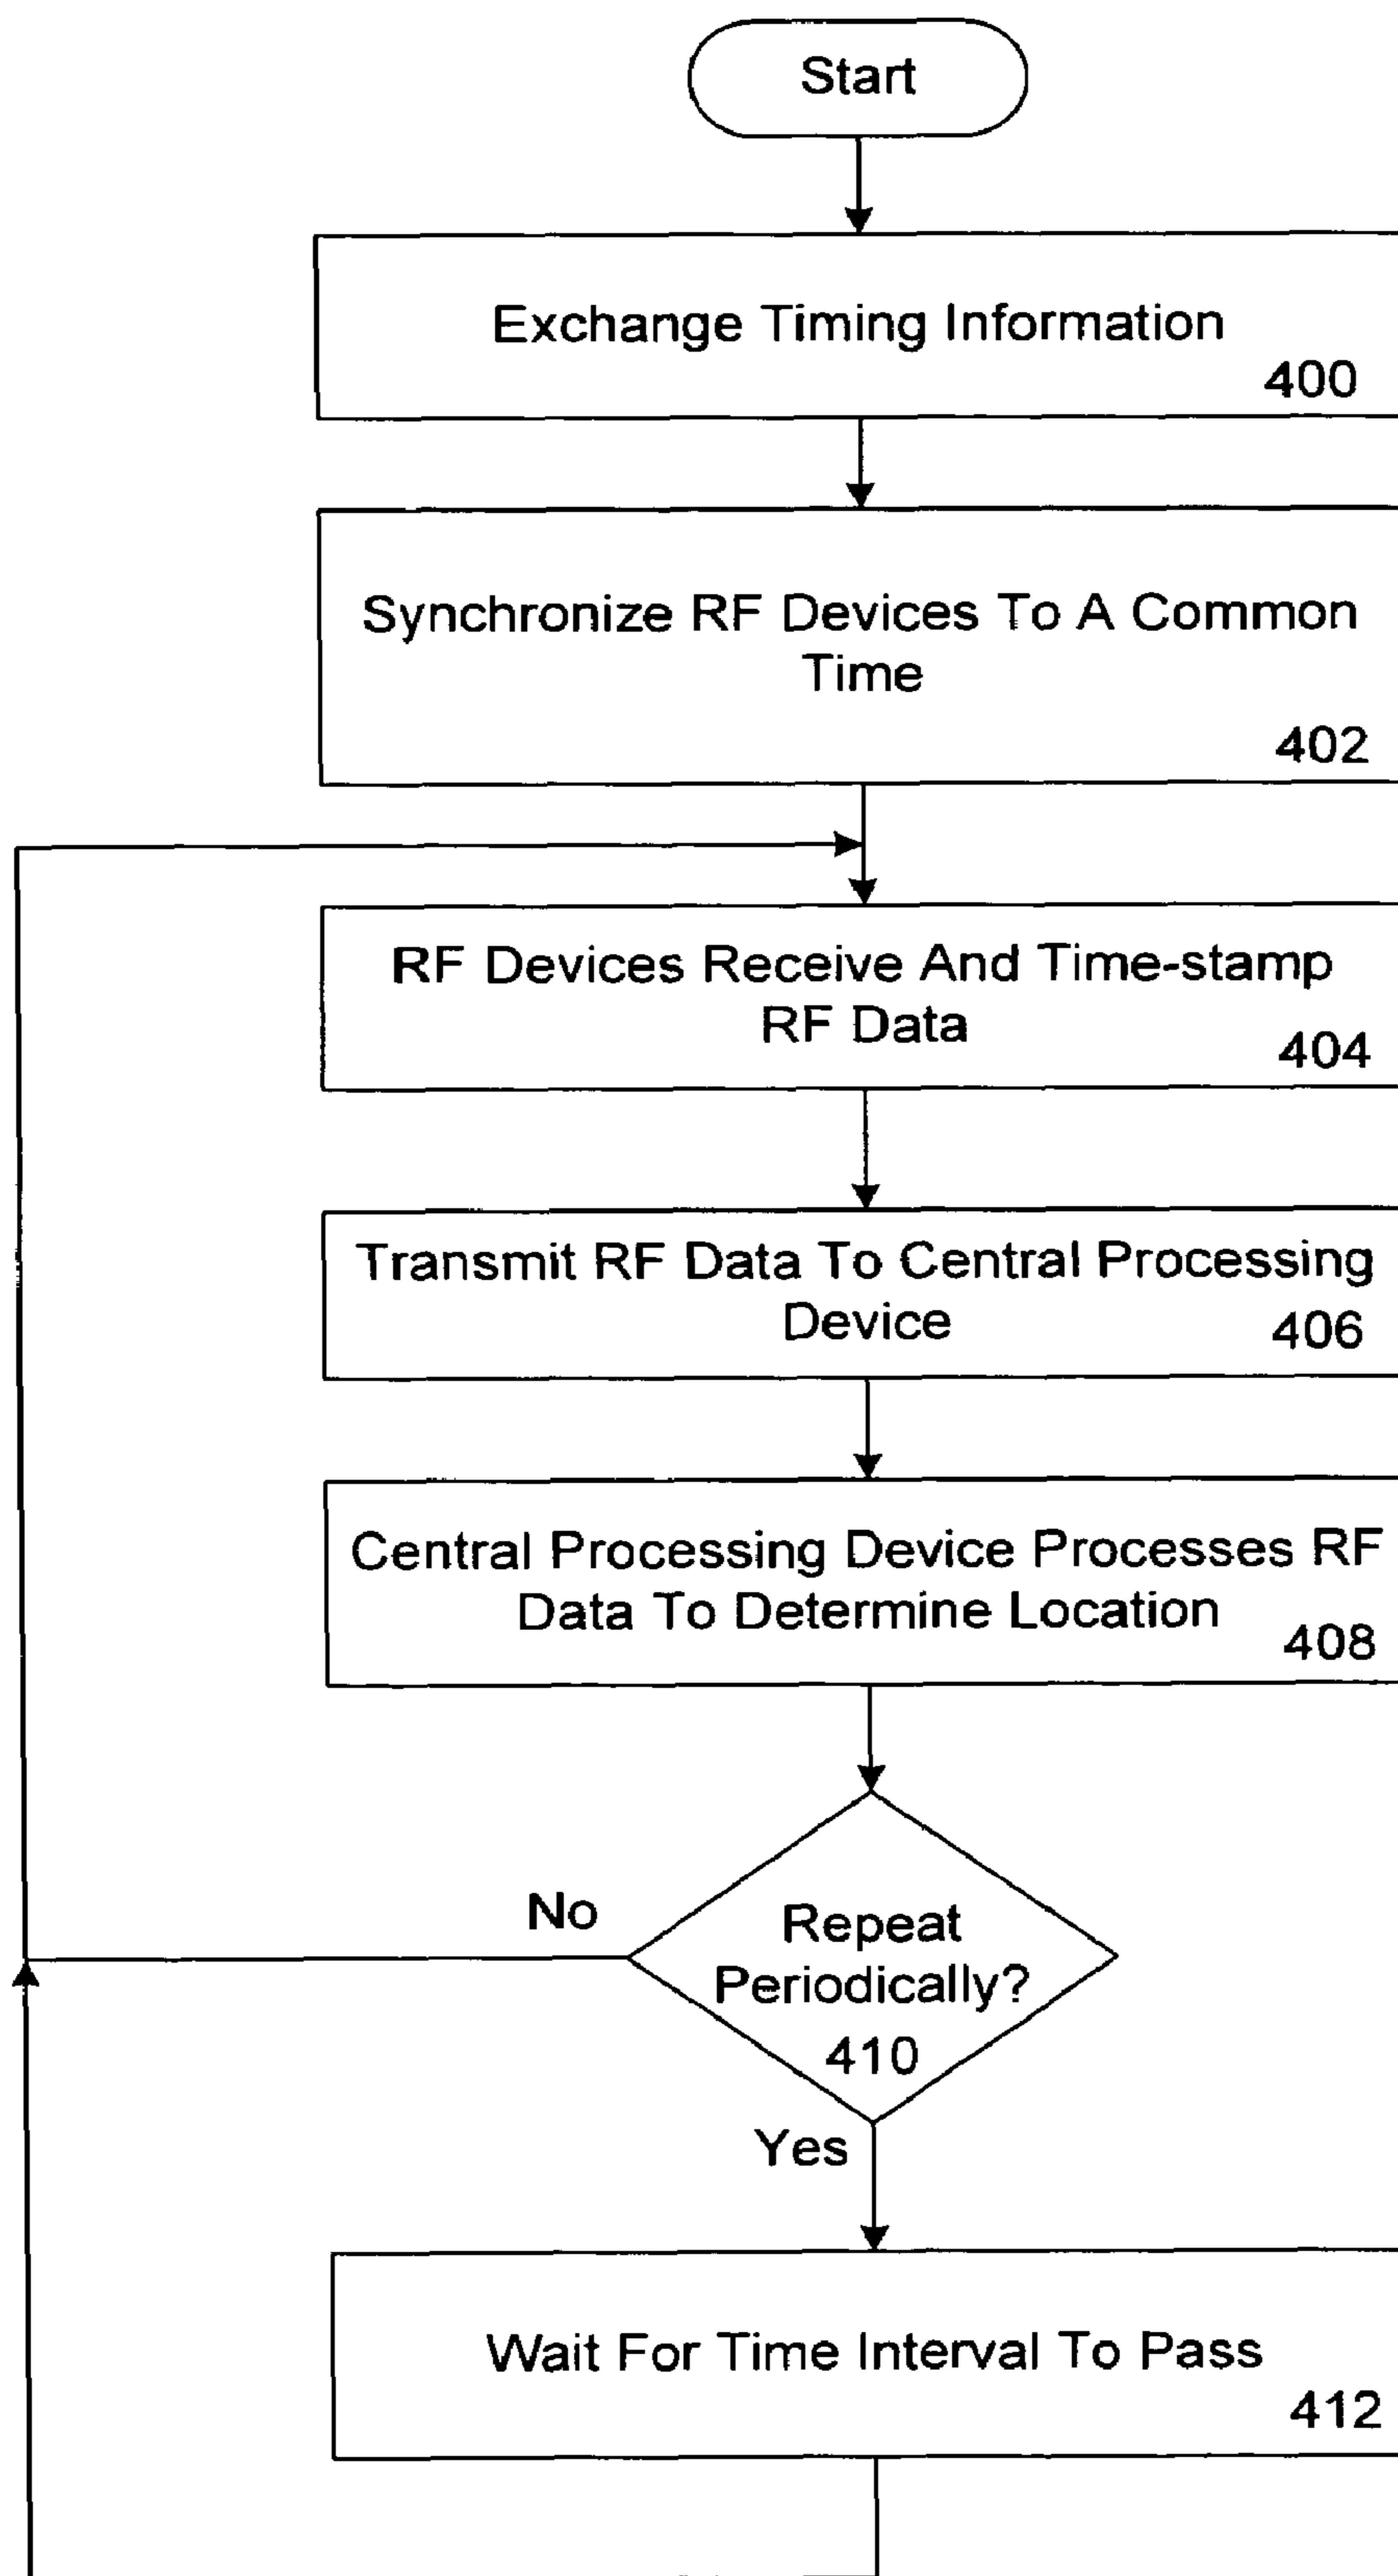 Start
Exchange Timing Information
400
Synchronize RF Devices To A Common
Time
402
RF Devices Receive And Time-stamp
RF Data
404
Transmit RF Data To Central Processing
Device
406
Central Processing Device Processes RF
Data To Determine Location
408
No
Repeat
Periodically?
410
Yes
Wait For Time Interval To Pass
412